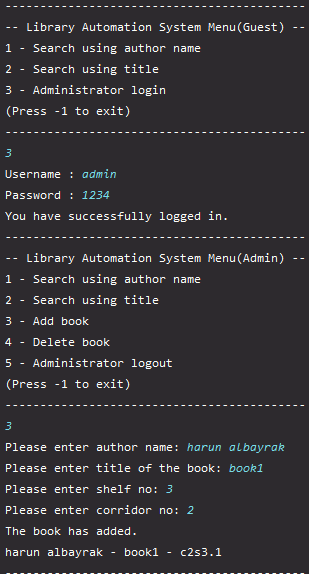 -------------------------------------------
-- Library Automation System Menu(Guest) --
1 - Search using author name
2 - Search using title
3 - Administrator login
(Press -1 to exit)
-------------------------------------------
3
Username : admin
Password : 1234
You have successfully logged in.
-------------------------------------------
-- Library Automation System Menu(Admin) --
1 - Search using author name
2 - Search using title
3 - Add book
4 - Delete book
5 - Administrator logout
(Press -1 to exit)
-------------------------------------------
3
Please enter author name: harun albayrak
Please enter title of the book: book1
Please enter shelf no: 3
Please enter corridor no: 2
The book has added.
harun albayrak - book1 - c2s3.1
-------------------------------------------